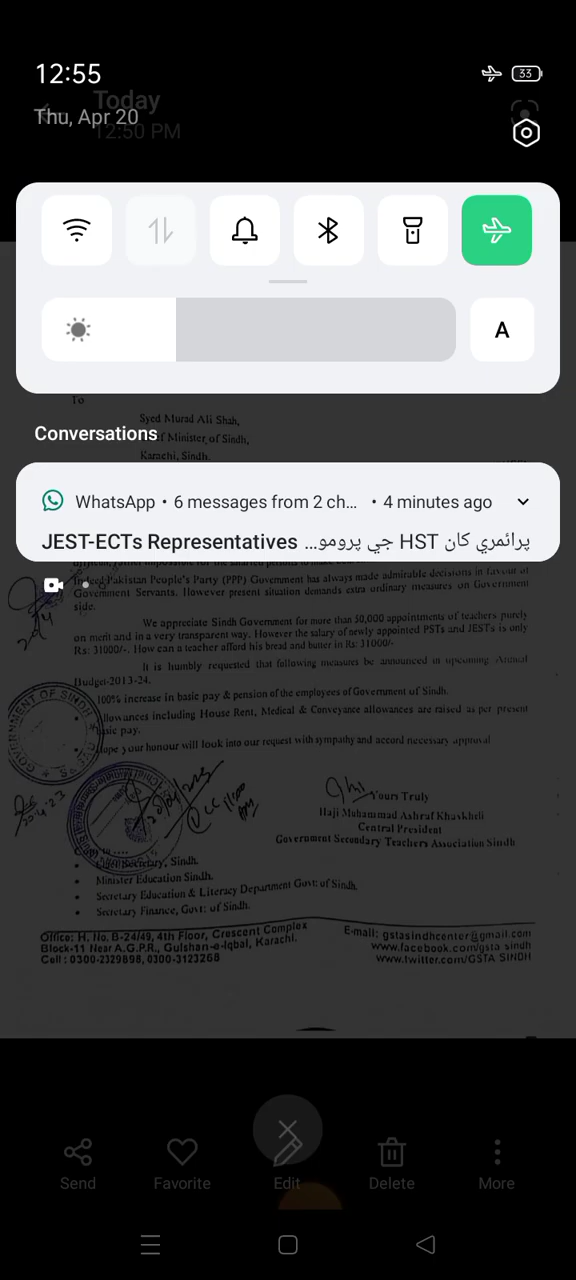 12:55
33
Today
Thu, Apr 20
12:50 PM
A
To
Syed Murad Ali Shah,
Chief Minister of Sindh,
Karachi, Sindh.
Conversations
WhatsApp • 6 messages from 2 ch... • 4 minutes ago
JEST-ECTs Representatives پرائمري کان HST جي پرومو...
Indeed Pakistan People's Party (PPP) Government has always made admirable decisions in favour of
Government Servants. However present situation demands extra ordinary measures on Government
side.
We appreciate Sindh Government for more than 50,000 appointments of teachers purely
on merit and in a very transparent way. However the salary of newly appointed PSTs and JESTs is only
Rs: 31000/-. How can a teacher afford his bread and butter in Rs: 31000/-
It is humbly requested that following measures be announced in upcoming Annual
Budget-2013-24.
100% increase in basic pay & pension of the employees of Government of Sindh.
Allowances including House Rent, Medical & Conveyance allowances are raised as per present
basic pay.
Hope your honour will look into our request with sympathy and accord necessary approval
Yours Truly
Haji Muhammad Ashraf Khaskheli
Central President
Government Secondary Teachers Association Sindh
• Chief Secretary, Sindh.
• Minister Education Sindh.
• Secretary Education & Literacy Department Govt: of Sindh.
• Secretary Finance, Govt: of Sindh.
Office: H. No. B-24/49, 4th Floor, Crescent Complex
Block-11 Near A.G.P.R., Gulshan-e-Iqbal, Karachi.
Cell : 0300-2329898, 0300-3123268
E-mail: gstasindhcenter@gmail.com
www.facebook.com/gsta sindh
www.twitter.com/GSTA SINDH
Send
Favorite
Edit
Delete
More